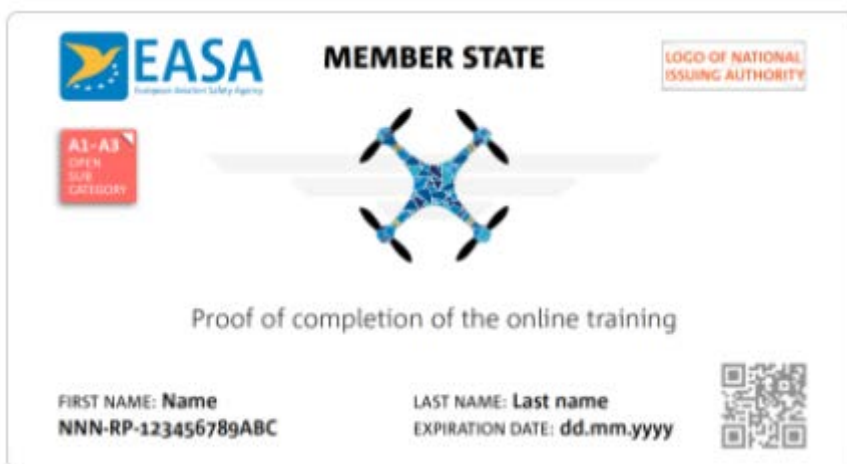 EASA
European Aviation Safety Agency
MEMBER STATE
LOGO OF NATIONAL
ISSUING AUTHORITY
A1-A3
OPEN
SUB
CATEGORY
Proof of completion of the online training
FIRST NAME: Name
LAST NAME: Last name
NNN-RP-123456789ABC
EXPIRATION DATE: dd.mm.yyyy